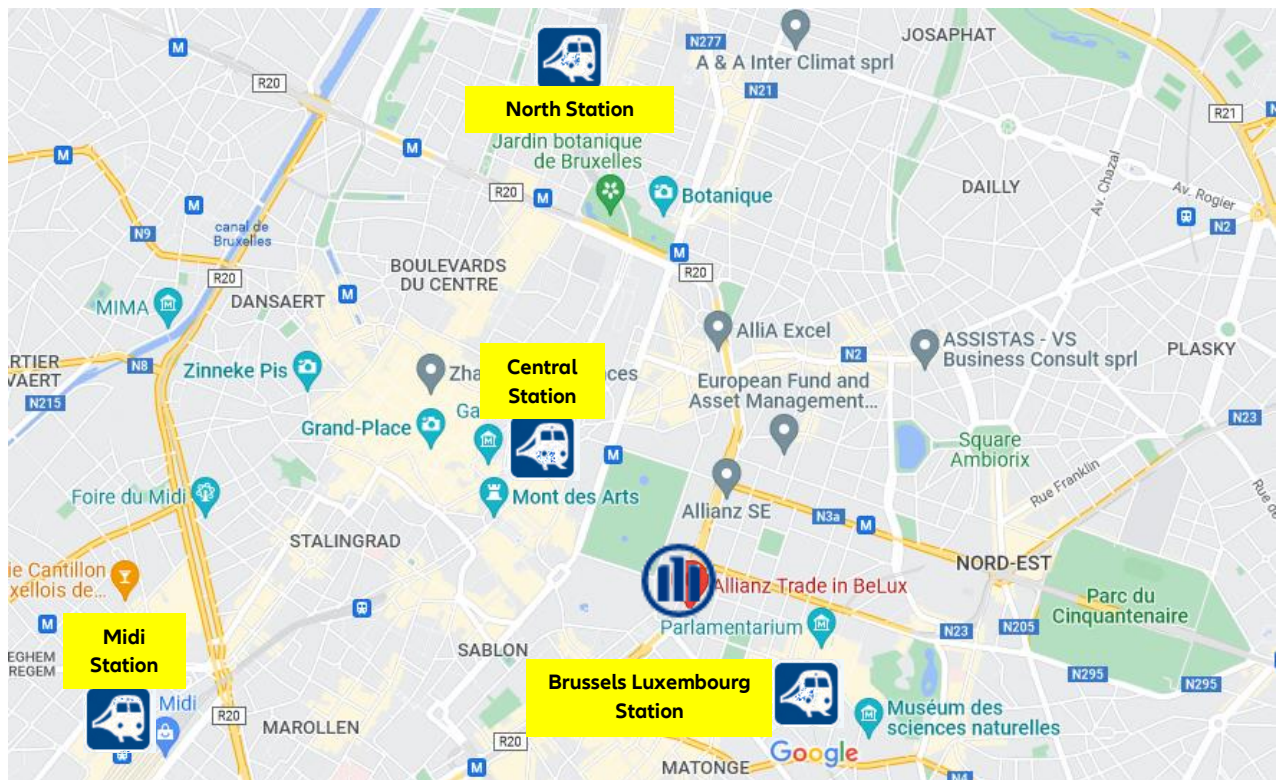 M
N277
JOSAPHAT
A & A Inter Climat sprl
R20
N21
North Station
R21
M
M
Jardin botanique
de Bruxelles
R20
M
Botanique
DAILLY
Av. Chazal
Av. Rogier
M
N2
N9
canal de
Bruxelles
M
R20
BOULEVARDS
DU CENTRE
R20
DANSAERT
M
MIMA
AlliA Excel
ASSISTAS - VS
Business Consult sprl
N2
PLASKY
N8
Zinneke Pis
Central
Station
European Fund and
Asset Management...
N215
N23
Grand-Place
M
Square
Ambiorix
Foire du Midi
Mont des Arts
Allianz SE
N3a
M
Rue Franklin
STALINGRAD
NORD-EST
Allianz Trade in BeLux
Parc du
Cinquantenaire
M
Midi
Station
Parlamentarium
N23
N205
SABLON
N295
N295
Brussels Luxembourg
Station
Midi
R20
MAROLLEN
Muséum des
sciences naturelles
R20
Google
M
MATONGE
N4